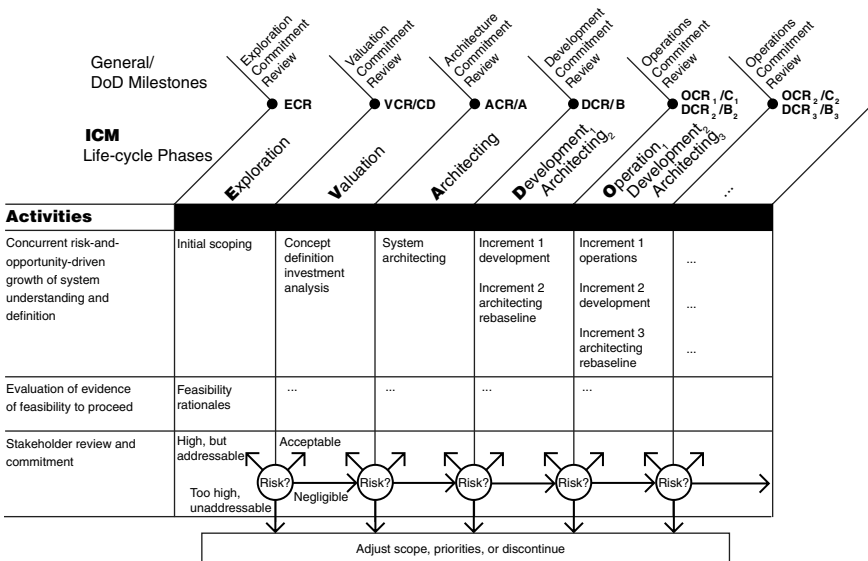 General/
DoD Milestones
Exploration
Commitment
Review
Valuation
Commitment
Review
Architecture
Commitment
Review
Development
Commitment
Review
Operations
Commitment
Review
Operations
Commitment
Review
ECR
VCR/CD
ACR/A
DCR/B
OCR₁/C₁
DCR₂/B₂
OCR₂/C₂
DCR₃/B₃
ICM
Life-cycle Phases
Exploration
Valuation
Architecting
Development₁
Architecting₂
Operation₁
Development₂
Architecting₃
...
Activities
Concurrent risk-and-
opportunity-driven
growth of system
understanding and
definition
Initial scoping
Concept
definition
investment
analysis
System
architecting
Increment 1
development
Increment 2
architecting
rebaseline
Increment 1
operations
Increment 2
development
Increment 3
architecting
rebaseline
...
...
...
Evaluation of evidence
of feasibility to proceed
Feasibility
rationales
...
...
...
...
Stakeholder review and
commitment
High, but
addressable
Acceptable
Too high,
unaddressable
Negligible
Risk?
Risk?
Risk?
Risk?
Risk?
Adjust scope, priorities, or discontinue